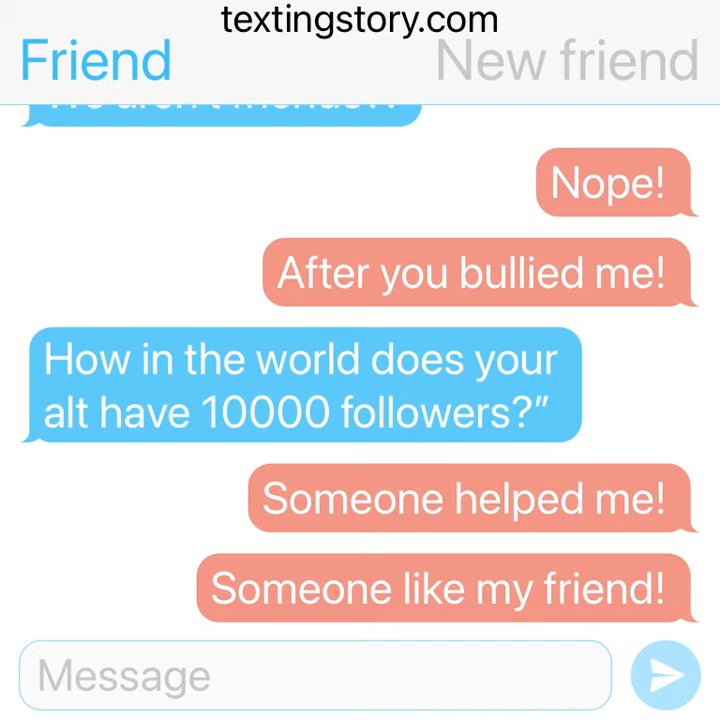 textingstory.com
Friend
New friend
Nope!
After you bullied me!
How in the world does your
alt have 10000 followers?”
Someone helped me!
Someone like my friend!
Message